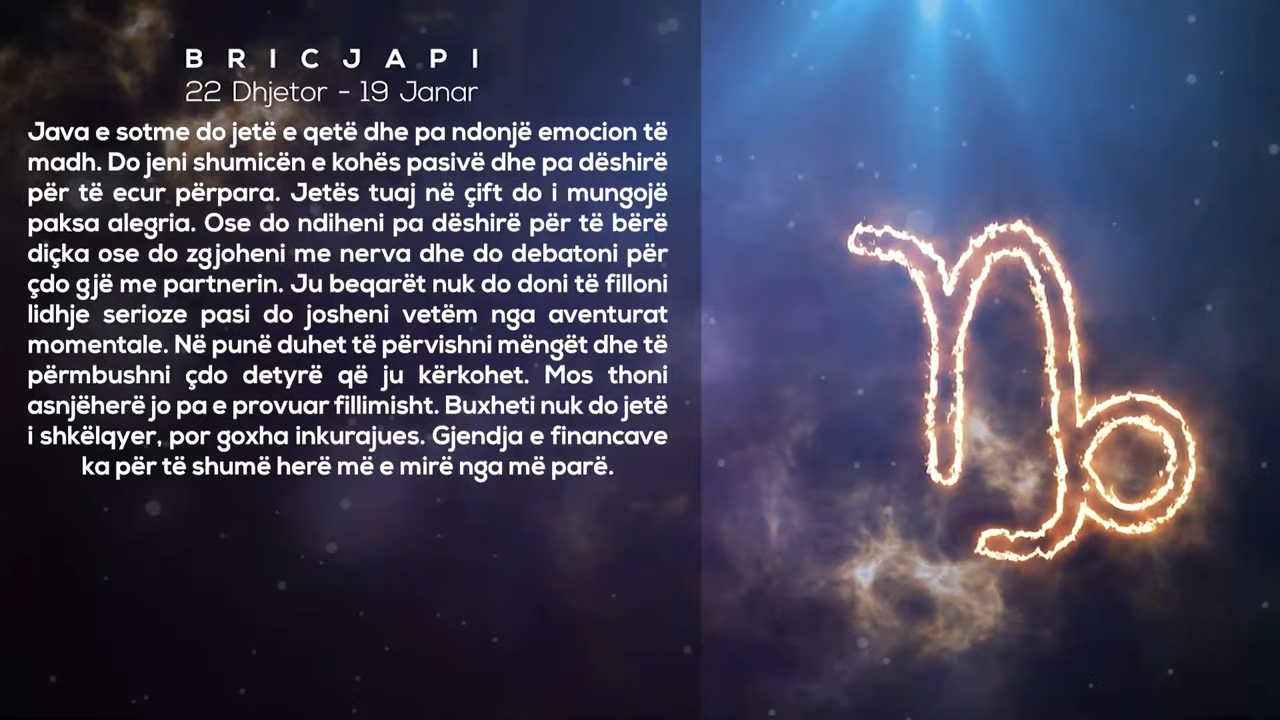 BRICJAPI
22 Dhjetor - 19 Janar
Java e sotme do jetë e qetë dhe pa ndonjë emocion të
madh. Do jeni shumicën e kohës pasivë dhe pa dëshirë
për të ecur përpara. Jetës tuaj në çift do i mungojë
paksa alegria. Ose do ndiheni pa dëshirë për të bërë
diçka ose do zgjoheni me nerva dhe do debatoni për
çdo gjë me partnerin. Ju beqarët nuk do doni të filloni
lidhje serioze pasi do josheni vetëm nga aventurat
momentale. Në punë duhet të përvishni mëngët dhe të
përmbushni çdo detyrë që ju kërkohet. Mos thoni
asnjëherë jo pa e provuar fillimisht. Buxheti nuk do jetë
i shkëlqyer, por goxha inkurajues. Gjendja e financave
ka për të shumë herë më e mirë nga më parë.